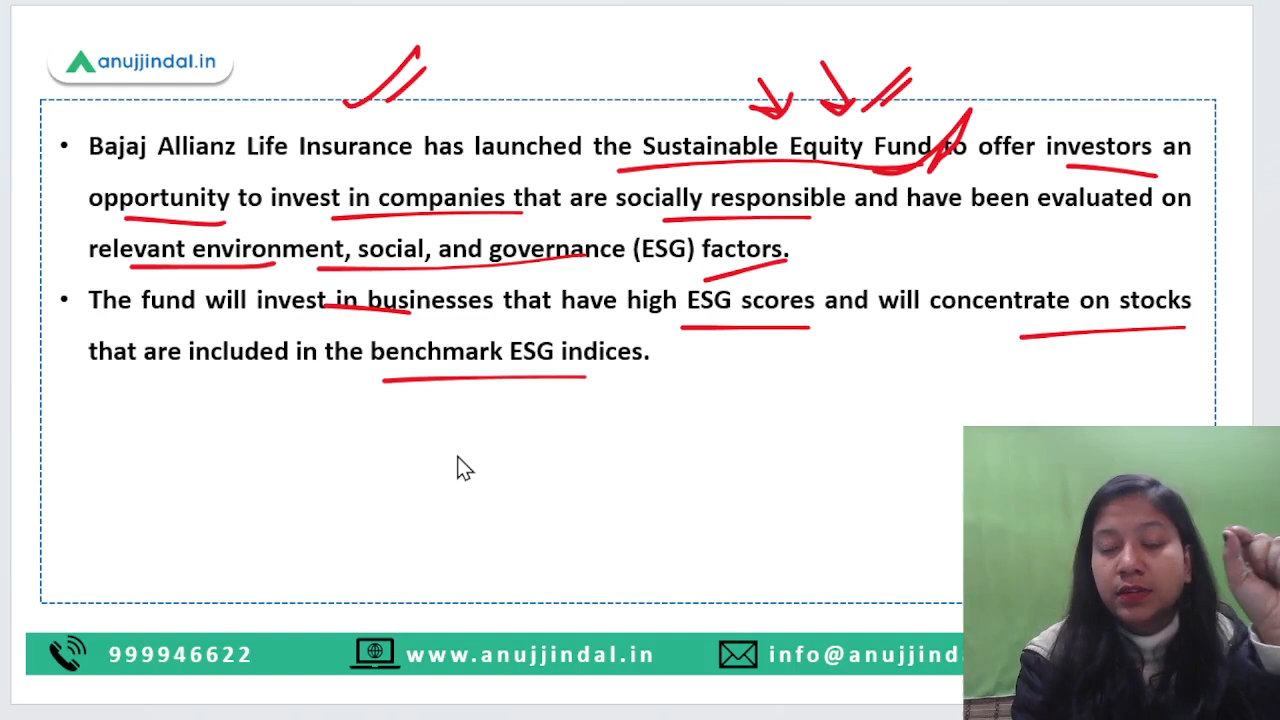 anujjindal.in
• Bajaj Allianz Life Insurance has launched the Sustainable Equity Fund to offer investors an
opportunity to invest in companies that are socially responsible and have been evaluated on
relevant environment, social, and governance (ESG) factors.
• The fund will invest in businesses that have high ESG scores and will concentrate on stocks
that are included in the benchmark ESG indices.
999946622 www.anujjindal.in info@anujjinda